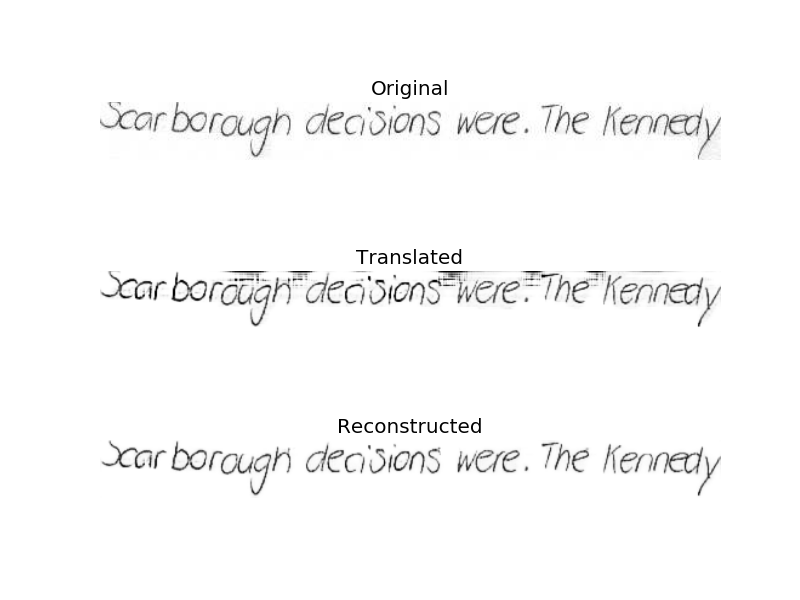 Original
Scarborough decisions were. The Kennedy
Translated
Scarborough decisions were. The Kennedy
Reconstructed
Scarborough decisions were. The Kennedy